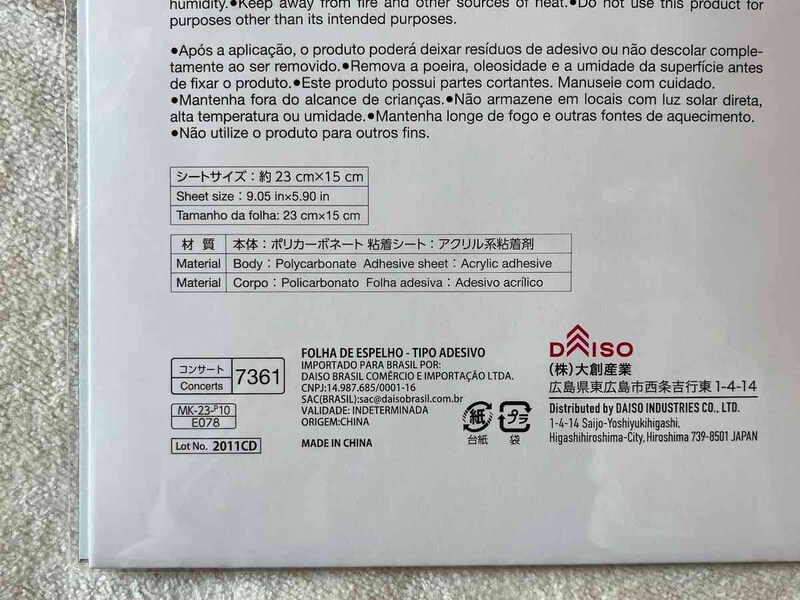 humidity.●Keep away from fire and other sources of heat.●Do not use this product for
purposes other than its intended purposes.
●Após a aplicação, o produto poderá deixar resíduos de adesivo ou não descolar comple-
tamente ao ser removido.●Remova a poeira, oleosidade e a umidade da superfície antes
de fixar o produto.●Este produto possui partes cortantes. Manuseie com cuidado.
●Mantenha fora do alcance de crianças.●Não armazene em locais com luz solar direta,
alta temperatura ou umidade.●Mantenha longe de fogo e outras fontes de aquecimento.
●Não utilize o produto para outros fins.
シートサイズ：約 23 cm×15 cm
Sheet size : 9.05 in×5.90 in
Tamanho da folha: 23 cm×15 cm
材 質 本体：ポリカーボネート 粘着シート：アクリル系粘着剤
Material Body : Polycarbonate Adhesive sheet : Acrylic adhesive
Material Corpo : Policarbonato Folha adesiva : Adesivo acrílico
コンサート
Concerts
7361
MK-23-P10
E078
Lot No. 2011CD
FOLHA DE ESPELHO - TIPO ADESIVO
IMPORTADO PARA BRASIL POR:
DAISO BRASIL COMÉRCIO E IMPORTAÇÃO LTDA.
CNPJ:14.987.685/0001-16
SAC(BRASIL):sac@daisobrasil.com.br
VALIDADE: INDETERMINADA
ORIGEM:CHINA
MADE IN CHINA
紙
台紙
プラ
袋
DAISO
(株)大創産業
広島県東広島市西条吉行東 1-4-14
Distributed by DAISO INDUSTRIES CO., LTD.
1-4-14 Saijo-Yoshiyukihigashi,
Higashihiroshima-City, Hiroshima 739-8501 JAPAN